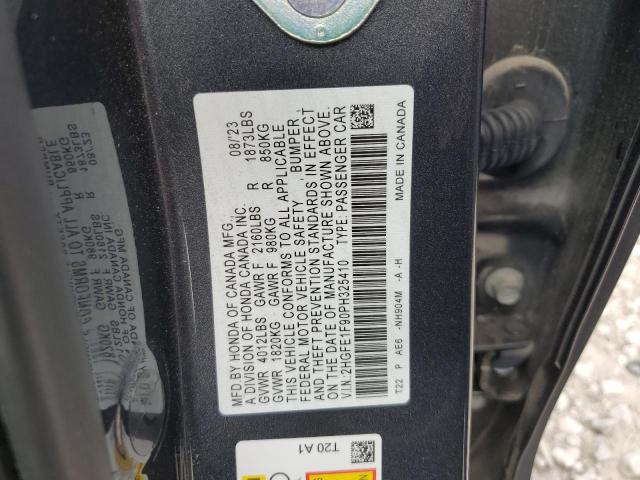 MFD. BY HONDA OF CANADA MFG. 08/'23
A DIVISION OF HONDA CANADA INC.
GVWR 4012LBS GAWR F 2160LBS R 1873LBS
GVWR 1820KG GAWR F 980KG R 850KG
THIS VEHICLE CONFORMS TO ALL APPLICABLE
FEDERAL MOTOR VEHICLE SAFETY, BUMPER,
AND THEFT PREVENTION STANDARDS IN EFFECT
ON THE DATE OF MANUFACTURE SHOWN ABOVE.
V.I.N.:2HGFE1F90PH325410 TYPE: PASSENGER CAR
T22 P AE6 -NH904M -A -H MADE IN CANADA
T20 A1